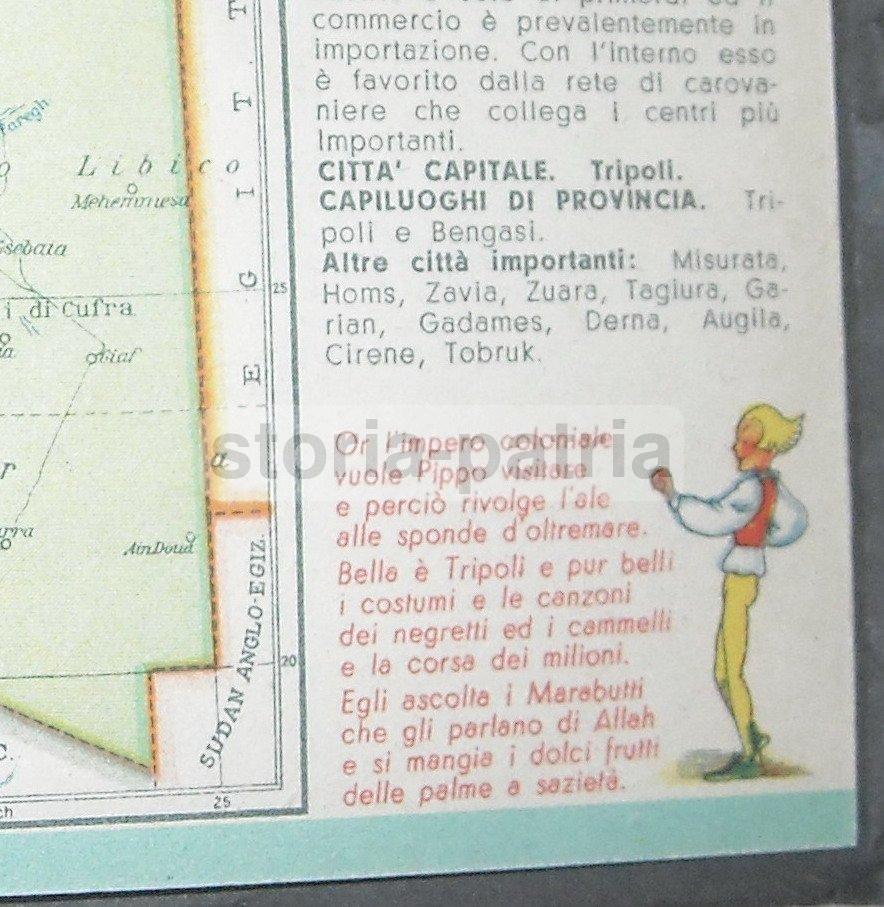 commercio è prevalentemente in
importazione. Con l'interno esso
è favorito dalla rete di carova-
niere che collega i centri più
Importanti.
CITTA' CAPITALE. Tripoli.
CAPILUOGHI DI PROVINCIA. Tri-
poli e Bengasi.
Altre città importanti: Misurata,
Homs, Zavia, Zuara, Tagiura, Ga-
rian, Gadames, Derna, Augila,
Cirene, Tobruk.
Or l'impero coloniale
vuole Pippo visitare
e perciò rivolge l'ale
alle sponde d'oltremare.
Bella è Tripoli e pur belli
i costumi e le canzoni
dei negretti ed i cammelli
e la corsa dei milioni.
Egli ascolta i Marabutti
che gli parlano di Allah
e si mangia i dolci frutti
delle palme a sazietà.
storia-patria
Faregh
Libico
i di Cufra
AinDoud
EGITT
SUDAN ANGLO-EGIZ.
25
20
25